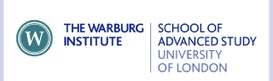 W
THE WARBURG
INSTITUTE
SCHOOL OF
ADVANCED STUDY
UNIVERSITY
OF LONDON